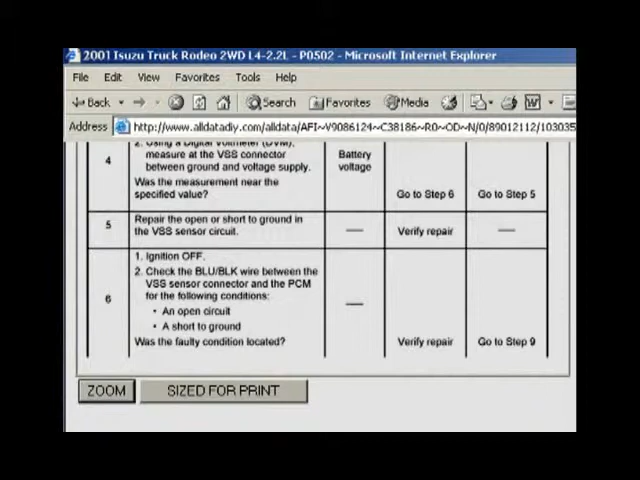 2001 Isuzu Truck Rodeo 2WD L4-2.2L - P0502 - Microsoft Internet Explorer
File Edit View Favorites Tools Help
Back Search Favorites Media
Address http://www.alldatadiy.com/alldata/AFI~V9086124~C38186~R0~OD~N/0/89012112/103035
2. Using a Digital Voltmeter (DVM),
4 measure at the VSS connector Battery
between ground and voltage supply. voltage
Was the measurement near the
specified value? Go to Step 6 Go to Step 5
5 Repair the open or short to ground in
the VSS sensor circuit. — Verify repair —
1. Ignition OFF.
2. Check the BLU/BLK wire between the
VSS sensor connector and the PCM
6 for the following conditions: —
• An open circuit
• A short to ground
Was the faulty condition located? Verify repair Go to Step 9
ZOOM SIZED FOR PRINT